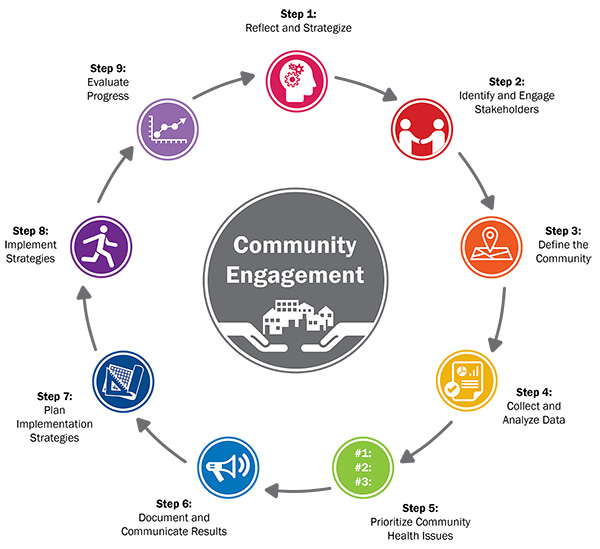 Step 1:
Reflect and Strategize
Step 2:
Identify and Engage
Stakeholders
Step 3:
Define the
Community
Step 4:
Collect and
Analyze Data
Step 5:
Prioritize Community
Health Issues
#1:
#2:
#3:
Step 6:
Document and
Communicate Results
Step 7:
Plan
Implementation
Strategies
Step 8:
Implement
Strategies
Step 9:
Evaluate
Progress
Community
Engagement